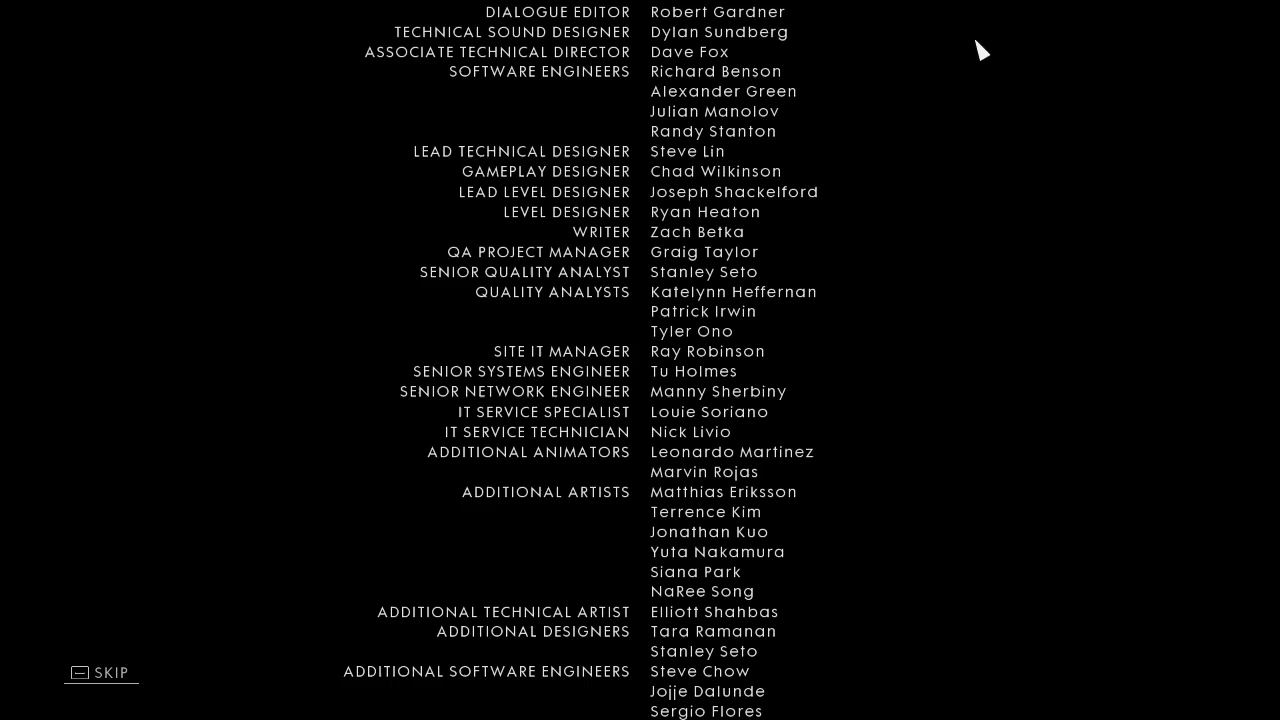 DIALOGUE EDITOR Robert Gardner
TECHNICAL SOUND DESIGNER Dylan Sundberg
ASSOCIATE TECHNICAL DIRECTOR Dave Fox
SOFTWARE ENGINEERS Richard Benson
Alexander Green
Julian Manolov
Randy Stanton
LEAD TECHNICAL DESIGNER Steve Lin
GAMEPLAY DESIGNER Chad Wilkinson
LEAD LEVEL DESIGNER Joseph Shackelford
LEVEL DESIGNER Ryan Heaton
WRITER Zach Betka
QA PROJECT MANAGER Graig Taylor
SENIOR QUALITY ANALYST Stanley Seto
QUALITY ANALYSTS Katelynn Heffernan
Patrick Irwin
Tyler Ono
SITE IT MANAGER Ray Robinson
SENIOR SYSTEMS ENGINEER Tu Holmes
SENIOR NETWORK ENGINEER Manny Sherbiny
IT SERVICE SPECIALIST Louie Soriano
IT SERVICE TECHNICIAN Nick Livio
ADDITIONAL ANIMATORS Leonardo Martinez
Marvin Rojas
ADDITIONAL ARTISTS Matthias Eriksson
Terrence Kim
Jonathan Kuo
Yuta Nakamura
Siana Park
NaRee Song
ADDITIONAL TECHNICAL ARTIST Elliott Shahbas
ADDITIONAL DESIGNERS Tara Ramanan
Stanley Seto
ADDITIONAL SOFTWARE ENGINEERS Steve Chow
SKIP
Jojje Dalunde
Sergio Flores